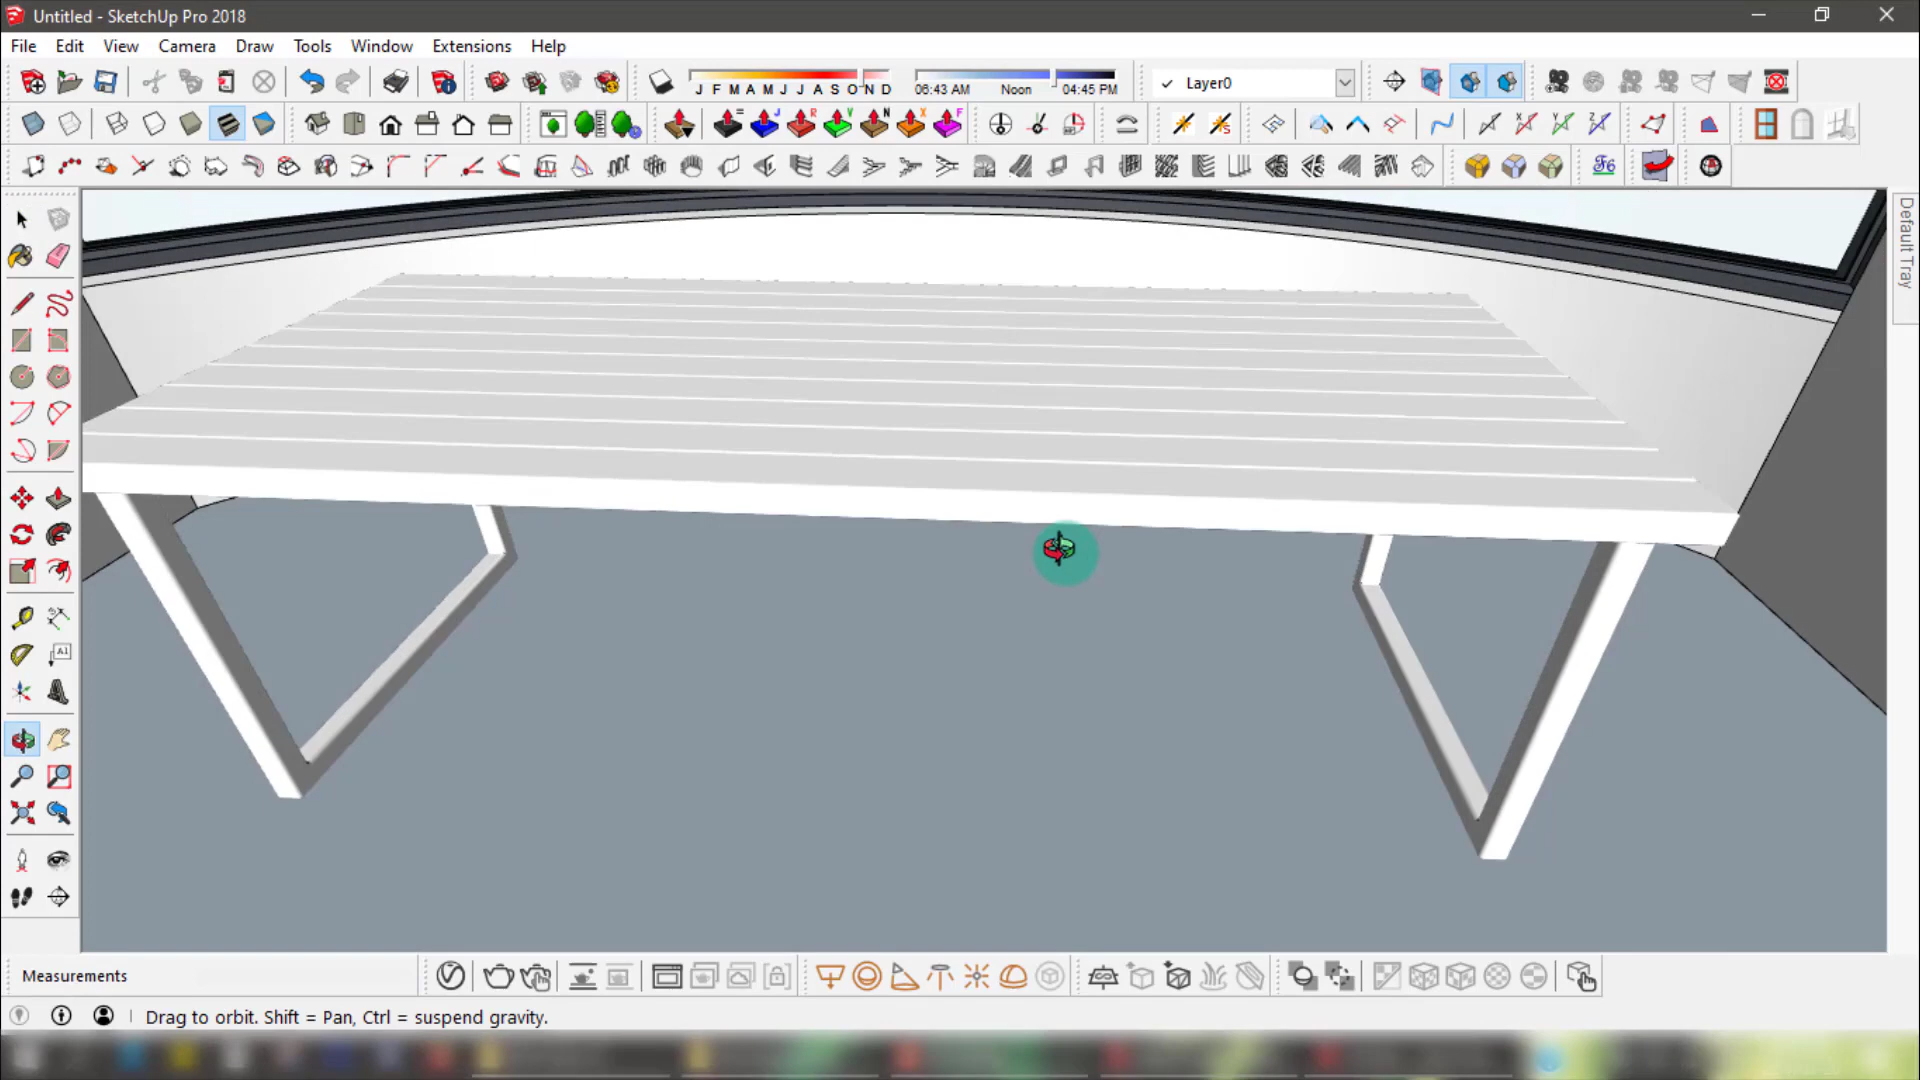 Untitled - SketchUp Pro 2018
File Edit View Camera Draw Tools Window Extensions Help
J F M A M J J A S O N D 06:43 AM Noon 04:45 PM Layer0
Default Tray
A1
Measurements
Drag to orbit. Shift = Pan, Ctrl = suspend gravity.